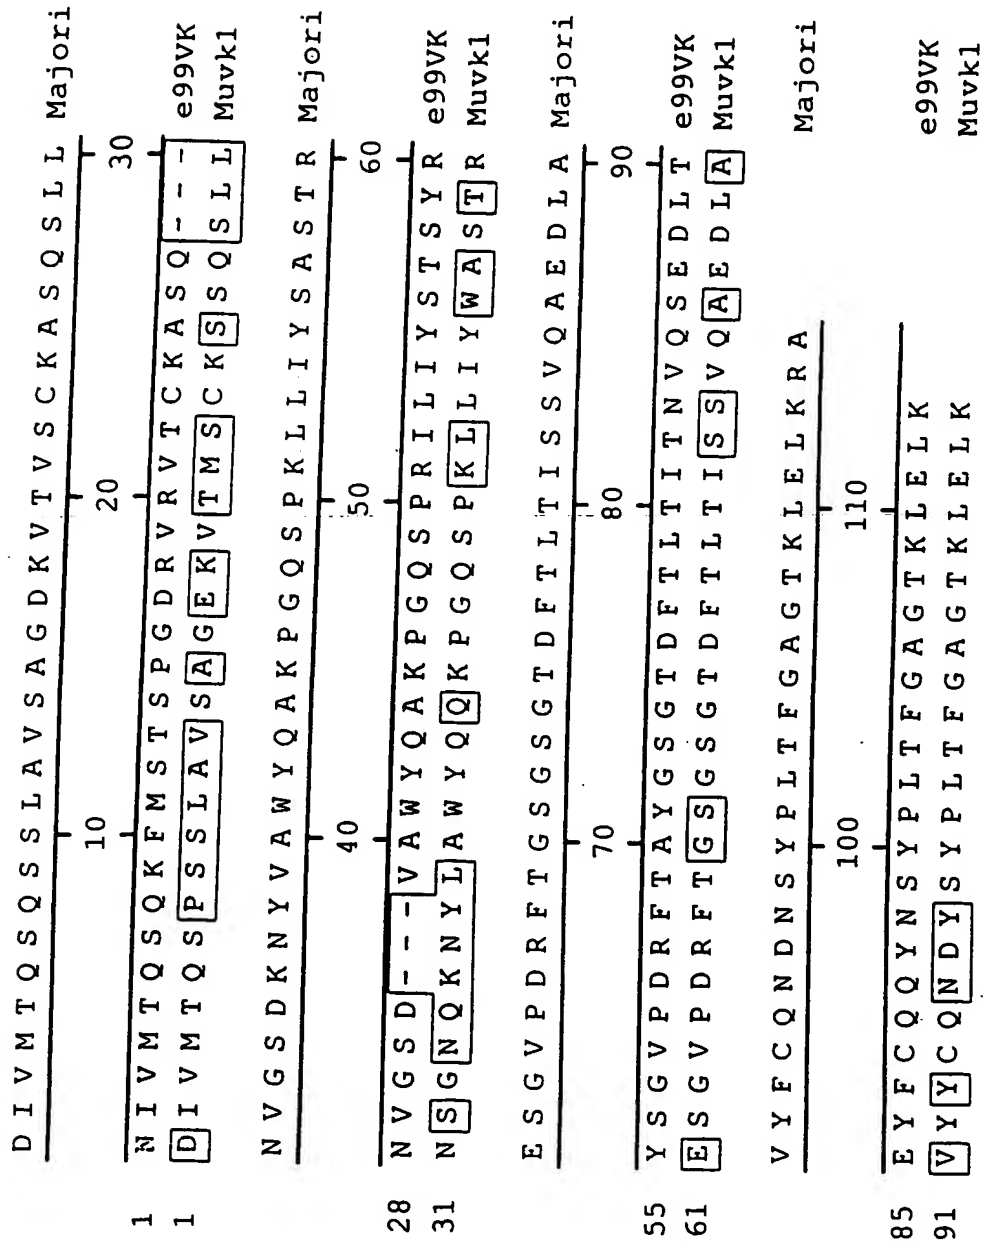 D I V M T Q S Q S S L A V S A G D K V T V S C K A S Q S L L Majori
10 20 30
1 N I V M T Q S Q K F M S T S P G D R V R V T C K A S Q - - - e99VK
1 D I V M T Q S P S S L A V S A G E K V T M S C K S S Q S L L Muvk1
N V G S D K N Y V A W Y Q A K P G Q S P K L L I Y S A S T R Majori
40 50 60
28 N V G S D - - - V A W Y Q A K P G Q S P R I L I Y S T S Y R e99VK
31 N S G N Q K N Y L A W Y Q Q K P G Q S P K L L I Y W A S T R Muvk1
E S G V P D R F T G S G S G T D F T L T I S S V Q A E D L A Majori
70 80 90
55 Y S G V P D R F T A Y G S G T D F T L T I T N V Q S E D L T e99VK
61 E S G V P D R F T G S G S G T D F T L T I S S V Q A E D L A Muvk1
V Y F C Q N D N S Y P L T F G A G T K L E L K R A Majori
100 110
85 E Y F C Q Q Y N S Y P L T F G A G T K L E L K e99VK
91 V Y Y C Q N D Y S Y P L T F G A G T K L E L K Muvk1